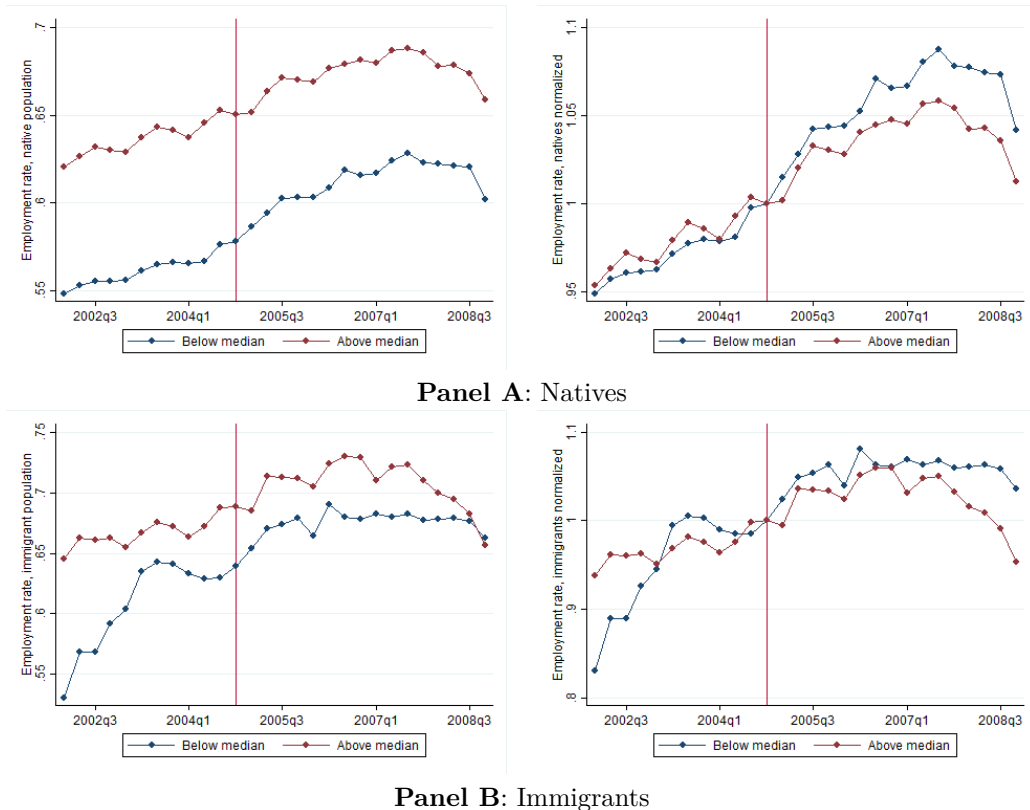 Employment rate, native population
.7
.65
.6
.55
2002q3 2004q1 2005q3 2007q1 2008q3
Below median Above median
Employment rate, natives normalized
1.1
1.05
1
.95
2002q3 2004q1 2005q3 2007q1 2008q3
Below median Above median
Panel A: Natives
Employment rate, immigrant population
.75
.7
.65
.6
.55
2002q3 2004q1 2005q3 2007q1 2008q3
Below median Above median
Employment rate, immigrants normalized
1.1
1
.9
.8
2002q3 2004q1 2005q3 2007q1 2008q3
Below median Above median
Panel B: Immigrants